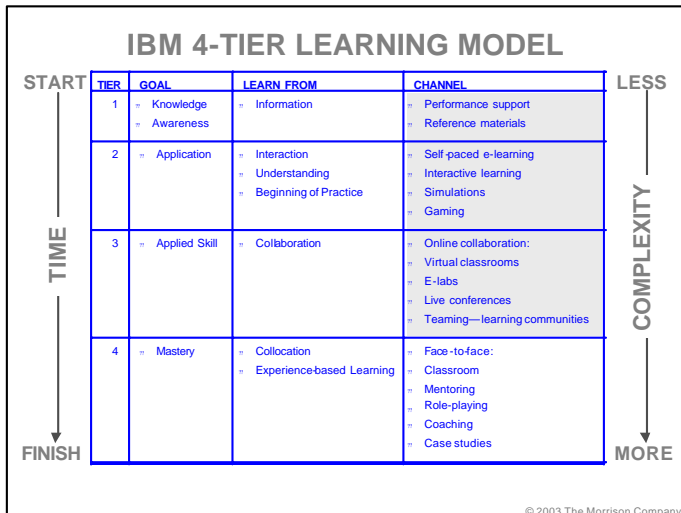 IBM 4-TIER LEARNING MODEL
START
LESS
TIER GOAL LEARN FROM CHANNEL
1 " Knowledge " Information " Performance support
" Awareness " Reference materials
2 " Application " Interaction " Self-paced e-learning
" Understanding " Interactive learning
" Beginning of Practice " Simulations
" Gaming
TIME
COMPLEXITY
3 " Applied Skill " Collaboration " Online collaboration:
" Virtual classrooms
" E-labs
" Live conferences
" Teaming—learning communities
4 " Mastery " Collocation " Face-to-face:
" Experience-based Learning " Classroom
" Mentoring
" Role-playing
" Coaching
" Case studies
FINISH
MORE
© 2003 The Morrison Company